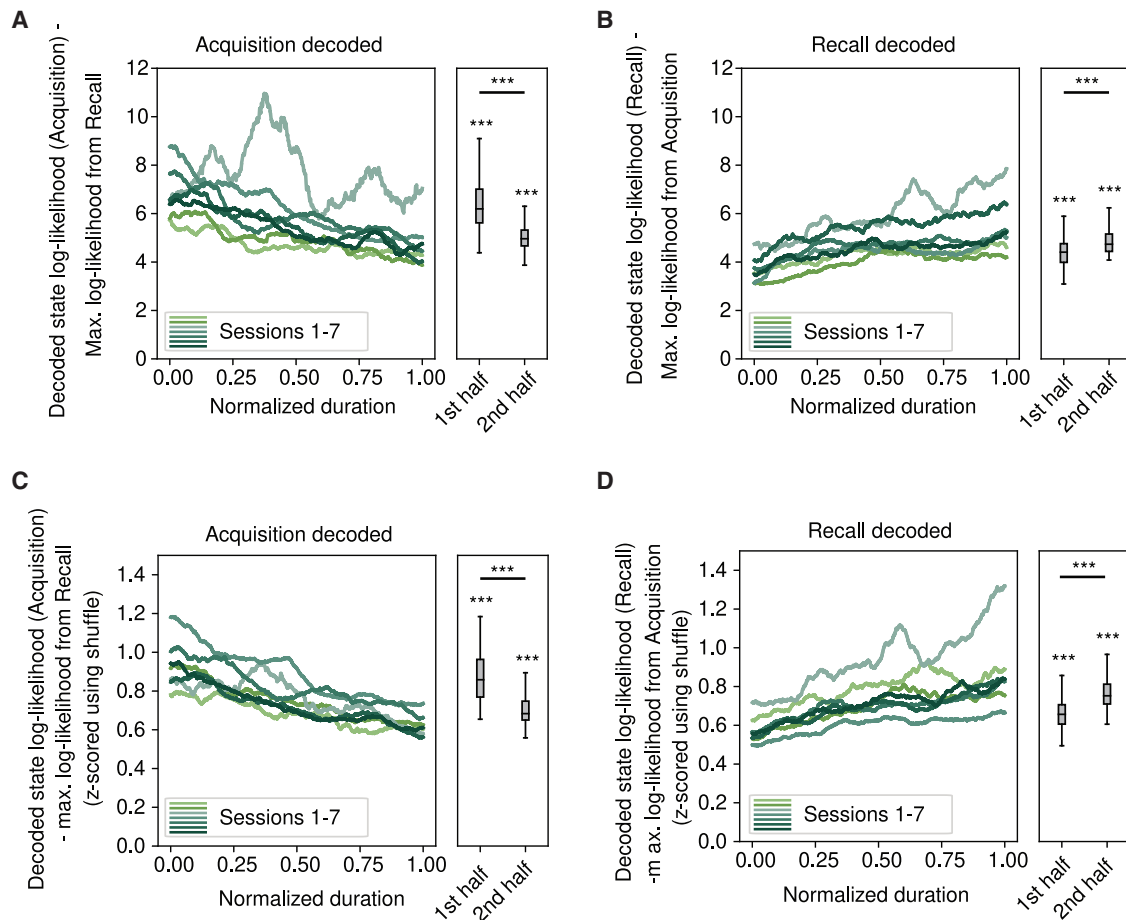 A
Decoded state log-likelihood (Acquisition) -
Max. log-likelihood from Recall
Acquisition decoded
12
10
8
6
4
2
0
Sessions 1-7
0.00 0.25 0.50 0.75 1.00
Normalized duration
***
***
***
1st half
2nd half
B
Decoded state log-likelihood (Recall) -
Max. log-likelihood from Acquisition
Recall decoded
12
10
8
6
4
2
0
Sessions 1-7
0.00 0.25 0.50 0.75 1.00
Normalized duration
***
***
***
1st half
2nd half
C
Decoded state log-likelihood (Acquisition)
- max. log-likelihood from Recall
(z-scored using shuffle)
Acquisition decoded
1.4
1.2
1.0
0.8
0.6
0.4
0.2
0.0
Sessions 1-7
0.00 0.25 0.50 0.75 1.00
Normalized duration
***
***
***
1st half
2nd half
D
Decoded state log-likelihood (Recall)
-m ax. log-likelihood from Acquisition
(z-scored using shuffle)
Recall decoded
1.4
1.2
1.0
0.8
0.6
0.4
0.2
0.0
Sessions 1-7
0.00 0.25 0.50 0.75 1.00
Normalized duration
***
***
***
1st half
2nd half